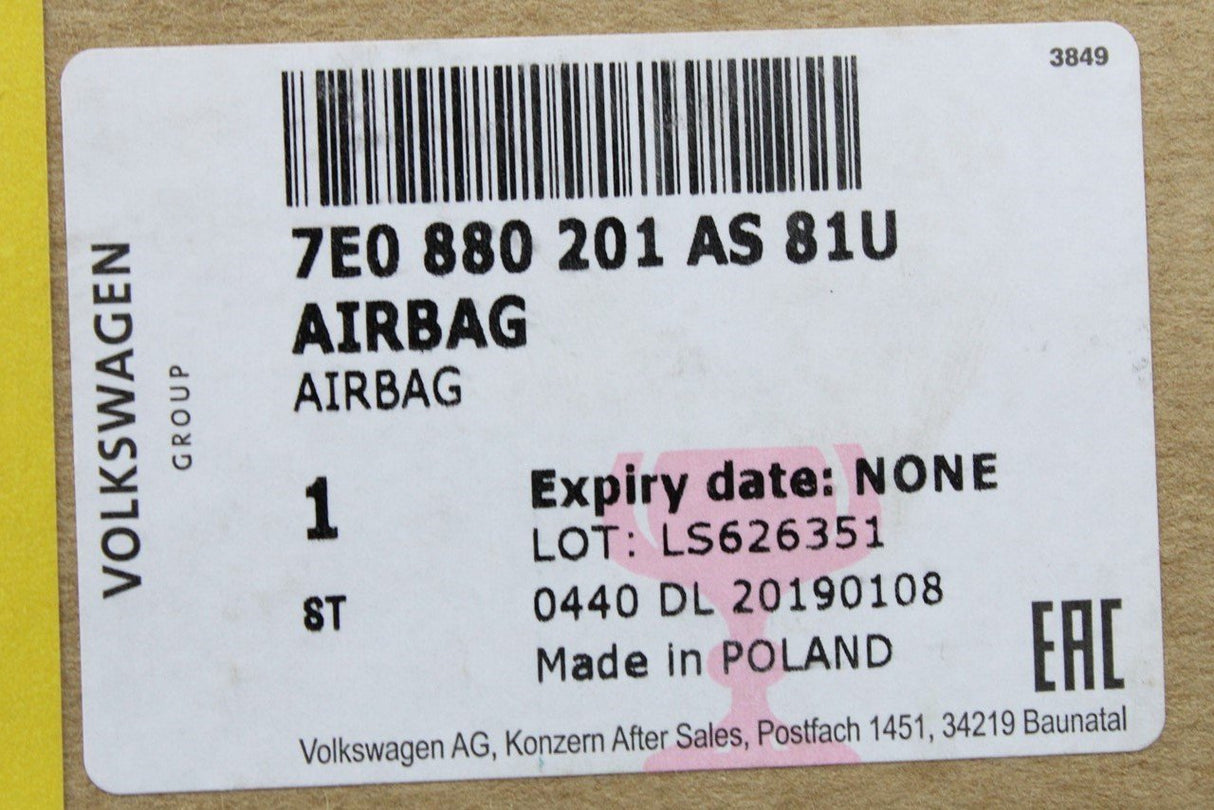 3849
7E0 880 201 AS 81U
AIRBAG
AIRBAG
VOLKSWAGEN
GROUP
1
ST
Expiry date: NONE
LOT: LS626351
0440 DL 20190108
Made in POLAND
EAC
Volkswagen AG, Konzern After Sales, Postfach 1451, 34219 Baunatal